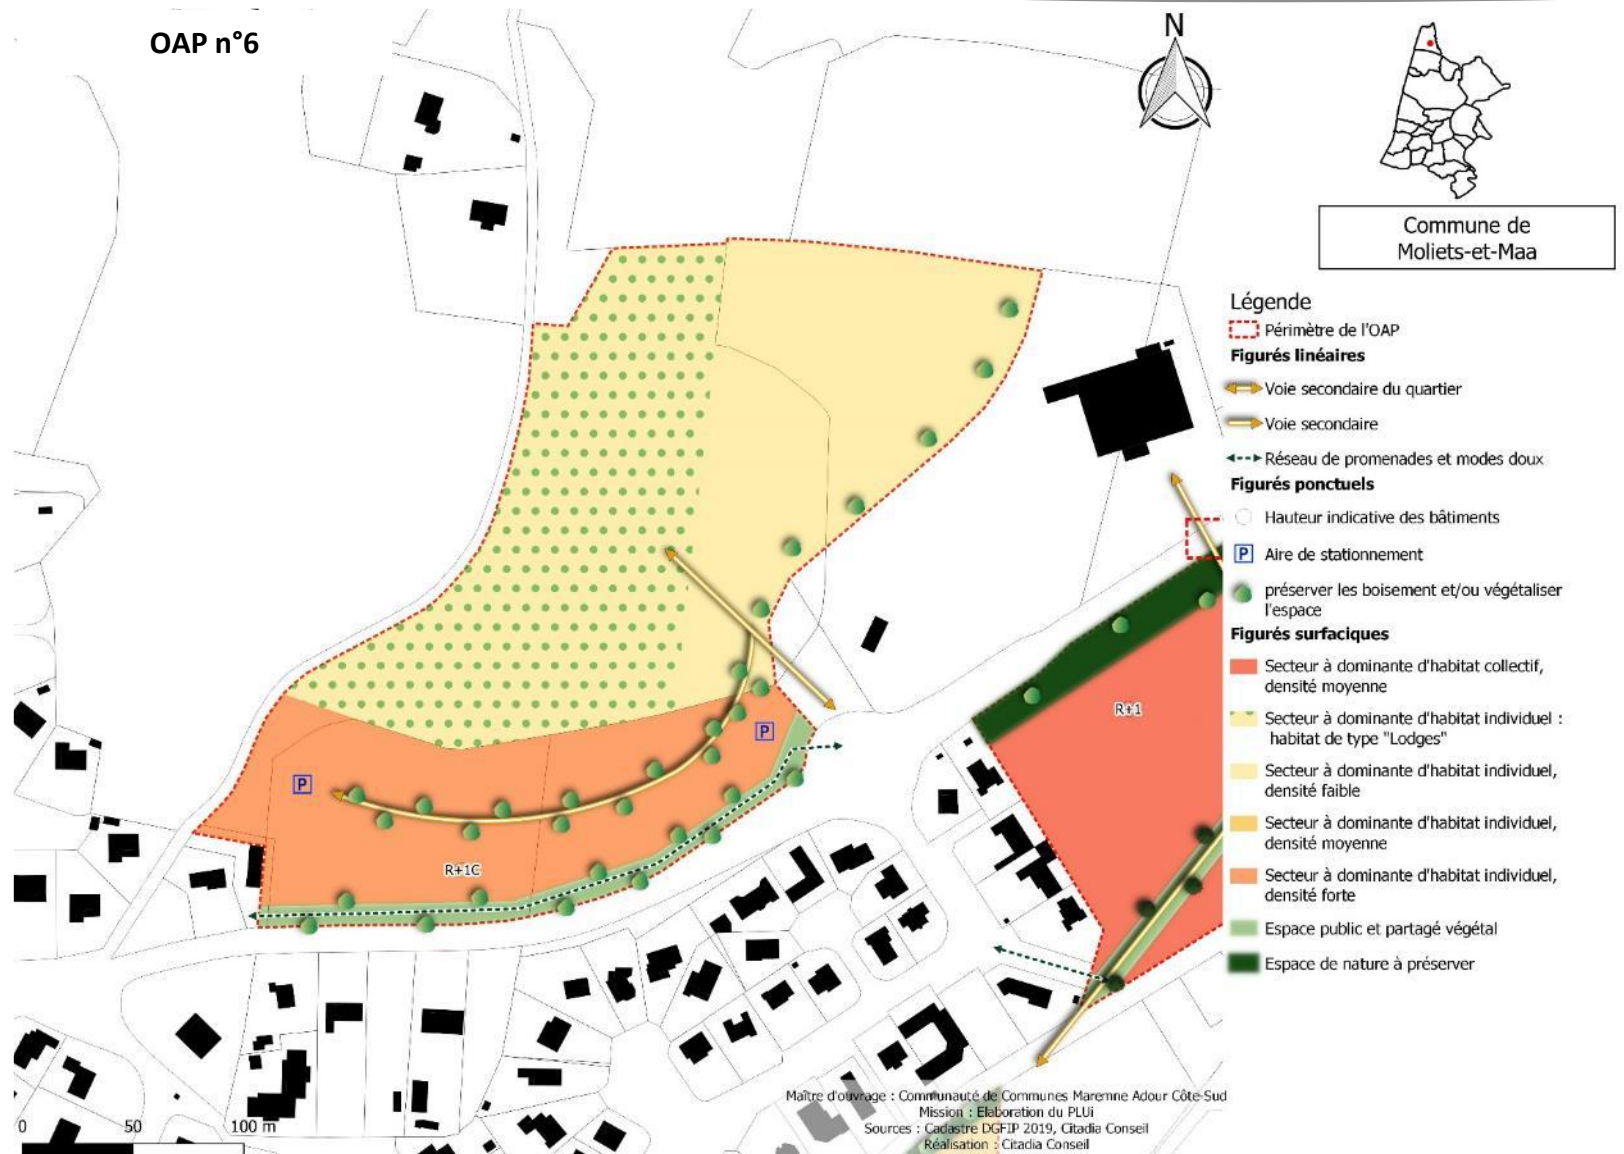 OAP n°6
N
Commune de
Moliets-et-Maa
Légende
Périmètre de l'OAP
Figurés linéaires
Voie secondaire du quartier
Voie secondaire
Réseau de promenades et modes doux
Figurés ponctuels
Hauteur indicative des bâtiments
P Aire de stationnement
préserver les boisement et/ou végétaliser
l'espace
Figurés surfaciques
Secteur à dominante d'habitat collectif,
densité moyenne
Secteur à dominante d'habitat individuel :
habitat de type "Lodges"
Secteur à dominante d'habitat individuel,
densité faible
Secteur à dominante d'habitat individuel,
densité moyenne
Secteur à dominante d'habitat individuel,
densité forte
Espace public et partagé végétal
Espace de nature à préserver
R+1
P
P
R+1C
Maître d'ouvrage : Communauté de Communes Maremne Adour Côte-Sud
Mission : Elaboration du PLUi
Sources : Cadastre DGFIP 2019, Citadia Conseil
Réalisation : Citadia Conseil
0 50 100 m